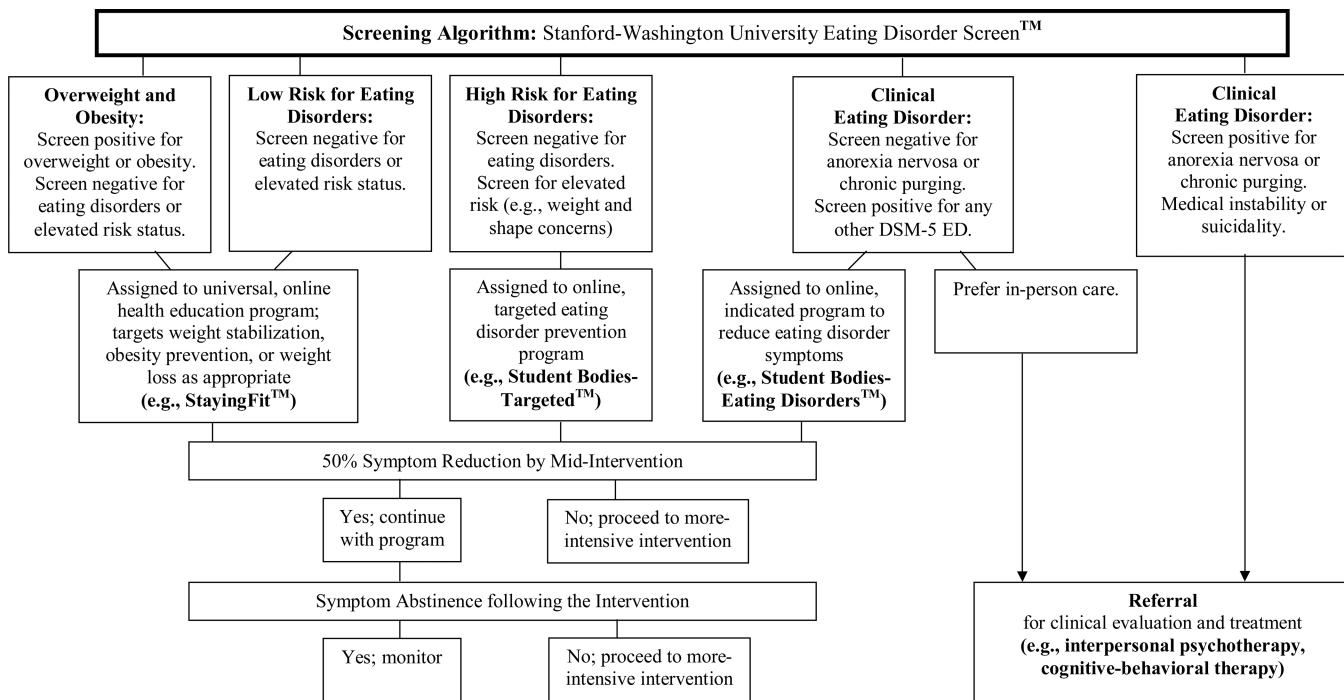 Screening Algorithm: Stanford-Washington University Eating Disorder Screen™
Overweight and
Obesity:
Screen positive for
overweight or obesity.
Screen negative for
eating disorders or
elevated risk status.
Low Risk for Eating
Disorders:
Screen negative for
eating disorders or
elevated risk status.
High Risk for Eating
Disorders:
Screen negative for
eating disorders.
Screen for elevated
risk (e.g., weight and
shape concerns)
Clinical
Eating Disorder:
Screen negative for
anorexia nervosa or
chronic purging.
Screen positive for any
other DSM-5 ED.
Clinical
Eating Disorder:
Screen positive for
anorexia nervosa or
chronic purging.
Medical instability or
suicidality.
Assigned to universal, online
health education program;
targets weight stabilization,
obesity prevention, or weight
loss as appropriate
(e.g., StayingFit™)
Assigned to online,
targeted eating
disorder prevention
program
(e.g., Student Bodies-
Targeted™)
Assigned to online,
indicated program to
reduce eating disorder
symptoms
(e.g., Student Bodies-
Eating Disorders™)
Prefer in-person care.
50% Symptom Reduction by Mid-Intervention
Yes; continue
with program
No; proceed to more-
intensive intervention
Symptom Abstinence following the Intervention
Yes; monitor
No; proceed to more-
intensive intervention
Referral
for clinical evaluation and treatment
(e.g., interpersonal psychotherapy,
cognitive-behavioral therapy)